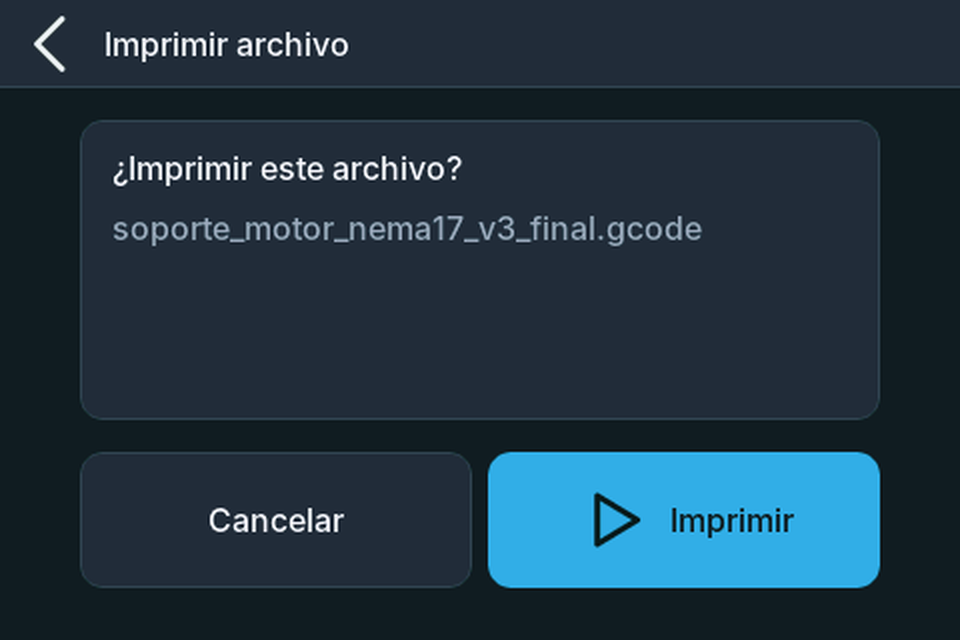 Imprimir archivo
¿Imprimir este archivo?
soporte_motor_nema17_v3_final.gcode
Cancelar
Imprimir